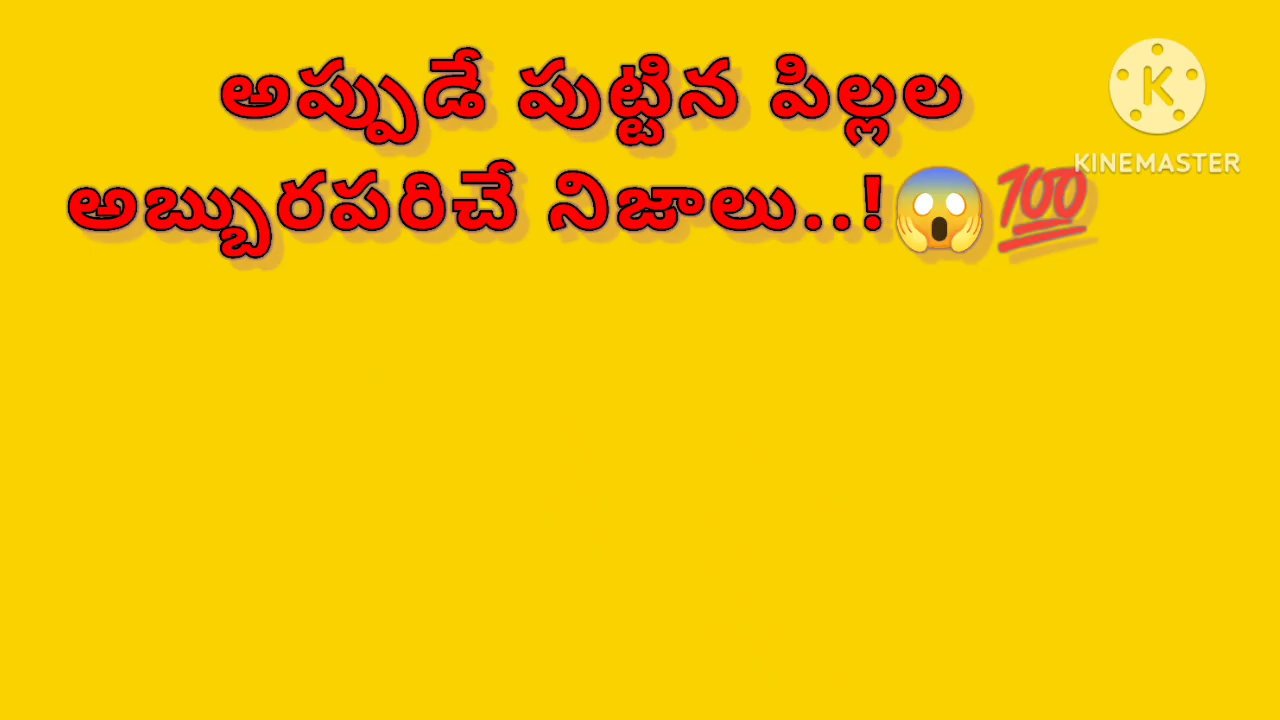 అప్పుడే పుట్టిన పిల్లల
అబ్బురపరిచే నిజాలు..!😱💯
K
KINEMASTER